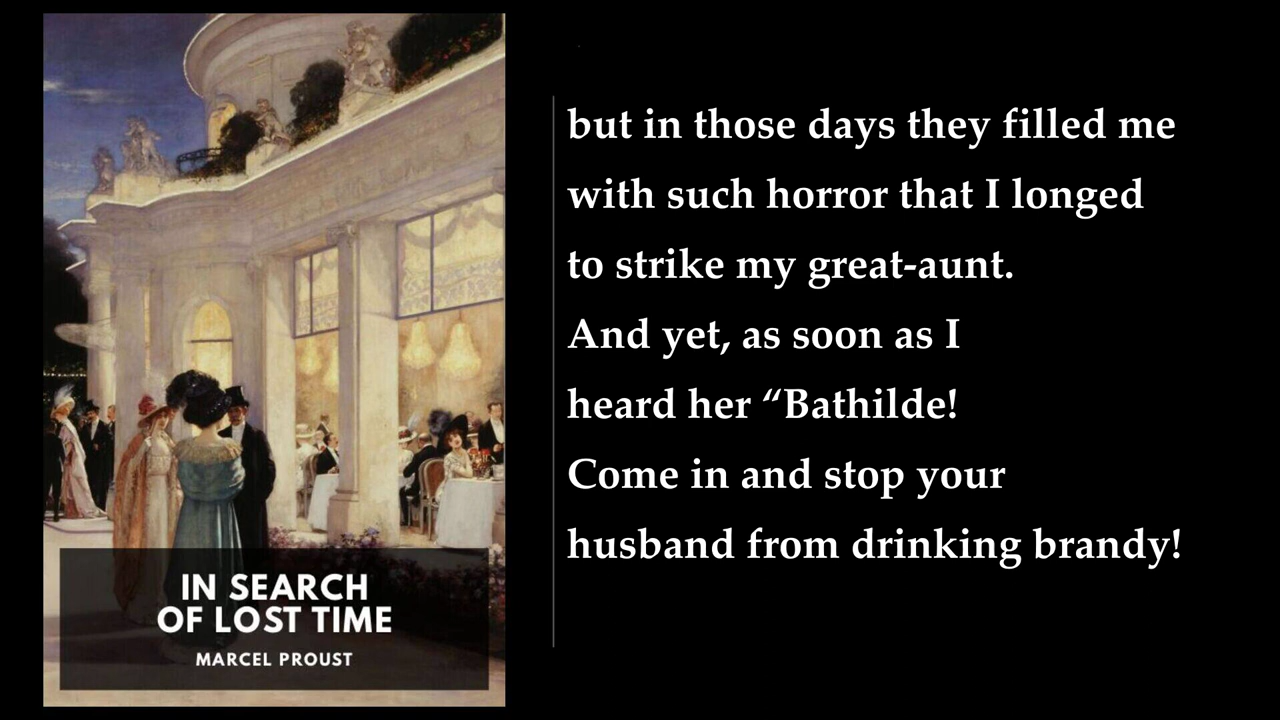 but in those days they filled me
with such horror that I longed
to strike my great-aunt.
And yet, as soon as I
heard her “Bathilde!
Come in and stop your
husband from drinking brandy!
IN SEARCH
OF LOST TIME
MARCEL PROUST